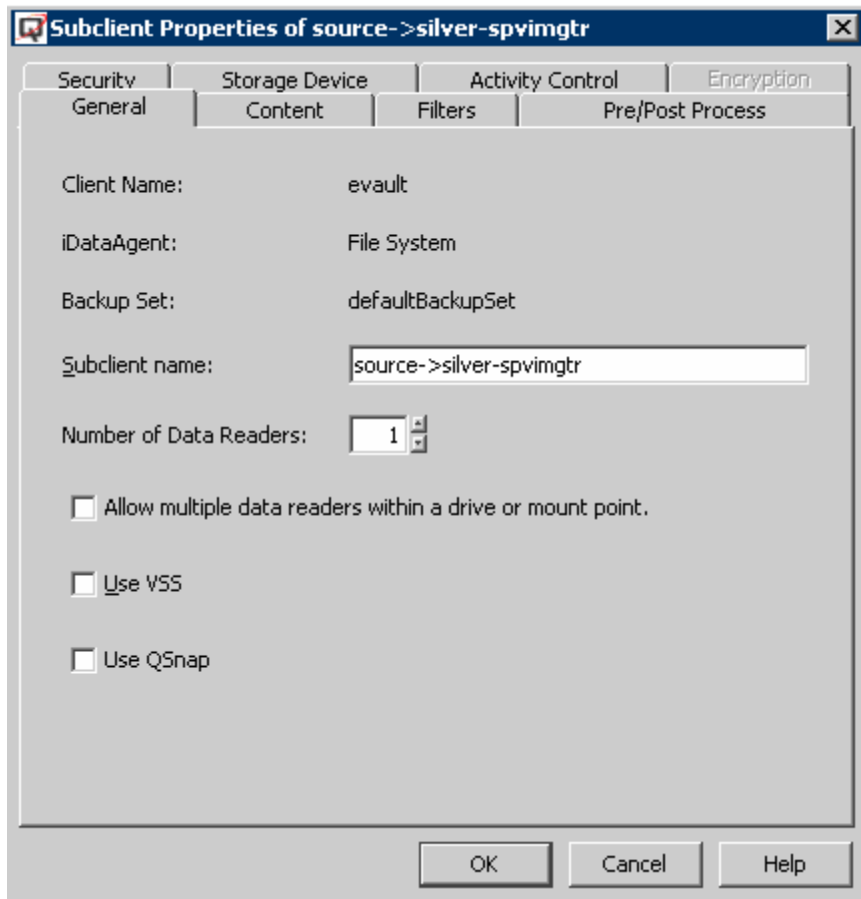 Subclient Properties of source->silver-spvimgtr
Security Storage Device Activity Control Encryption
General Content Filters Pre/Post Process
Client Name: evault
iDataAgent: File System
Backup Set: defaultBackupSet
Subclient name: source->silver-spvimgtr
Number of Data Readers: 1
Allow multiple data readers within a drive or mount point.
Use VSS
Use QSnap
OK Cancel Help